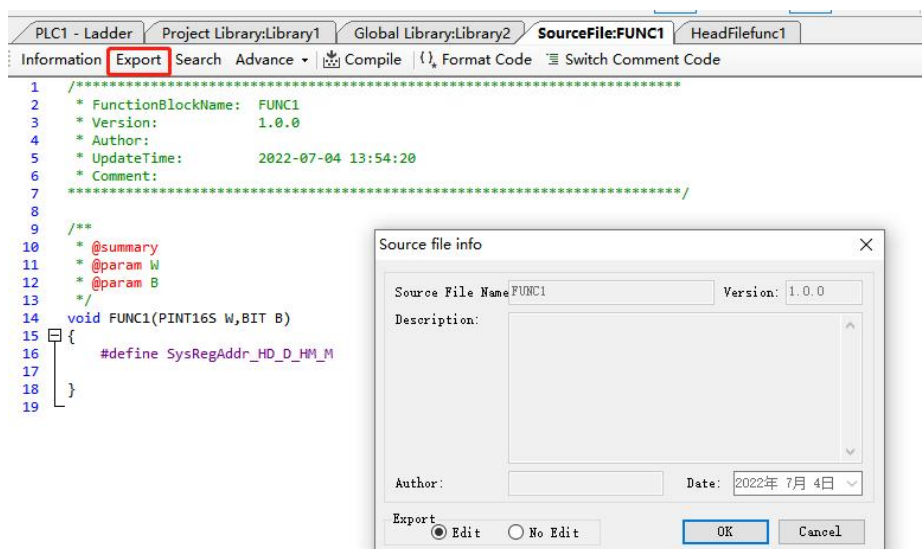 PLC1 - Ladder Project Library:Library1 Global Library:Library2 SourceFile:FUNC1 HeadFilefunc1
Information Export Search Advance Compile Format Code Switch Comment Code
1 /*************************************************************************
2 * FunctionBlockName: FUNC1
3 * Version: 1.0.0
4 * Author:
5 * UpdateTime: 2022-07-04 13:54:20
6 * Comment:
7 **************************************************************************/
8
9 /**
10 * @summary
11 * @param W
12 * @param B
13 */
14 void FUNC1(PINT16S W,BIT B)
15 {
16 #define SysRegAddr_HD_D_HM_M
17
18 }
19
Source file info
Source File Name FUNC1 Version: 1.0.0
Description:
Author: Date: 2022年 7月 4日
Export
Edit No Edit OK Cancel